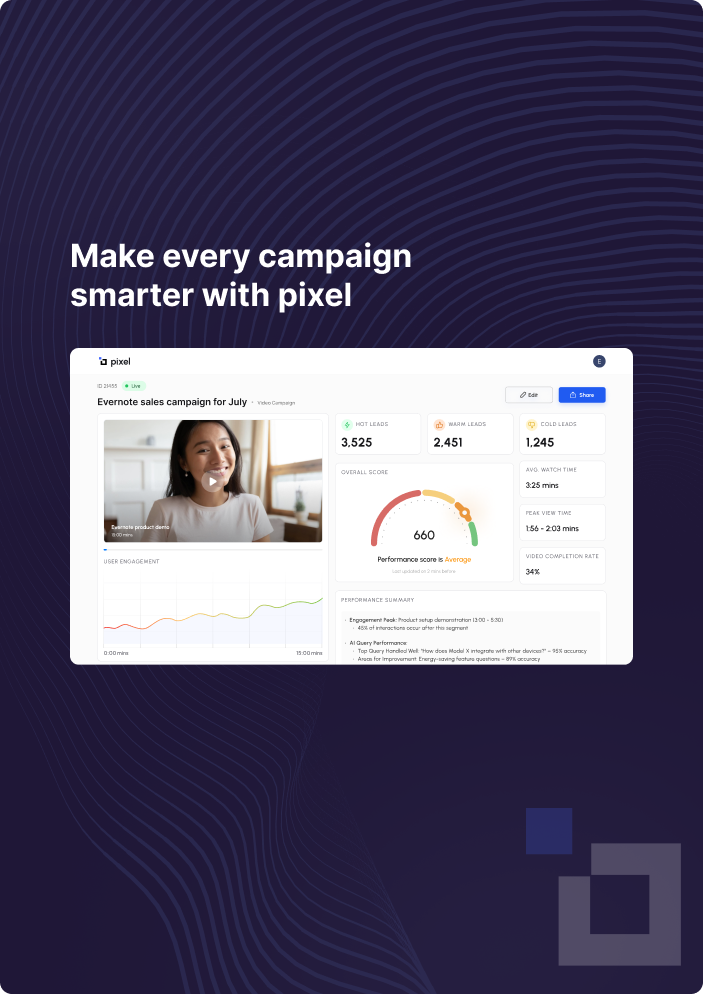 Make every campaign
smarter with pixel
pixel
E
ID 21455 Live
Evernote sales campaign for July • Video Campaign
Edit
Share
Evernote product demo
15:00 mins
USER ENGAGEMENT
0:00 mins 15:00 mins
HOT LEADS
3,525
WARM LEADS
2,451
COLD LEADS
1,245
OVERALL SCORE
660
Performance score is Average
Last updated on 2 mins before
AVG. WATCH TIME
3:25 mins
PEAK VIEW TIME
1:56 - 2:03 mins
VIDEO COMPLETION RATE
34%
PERFORMANCE SUMMARY
Engagement Peak: Product setup demonstration (3:00 - 5:30)
45% of interactions occur after this segment
AI Query Performance:
Top Query Handled Well: "How does Model X integrate with other devices?" – 95% accuracy
Areas for Improvement: Energy-saving feature questions – 89% accuracy